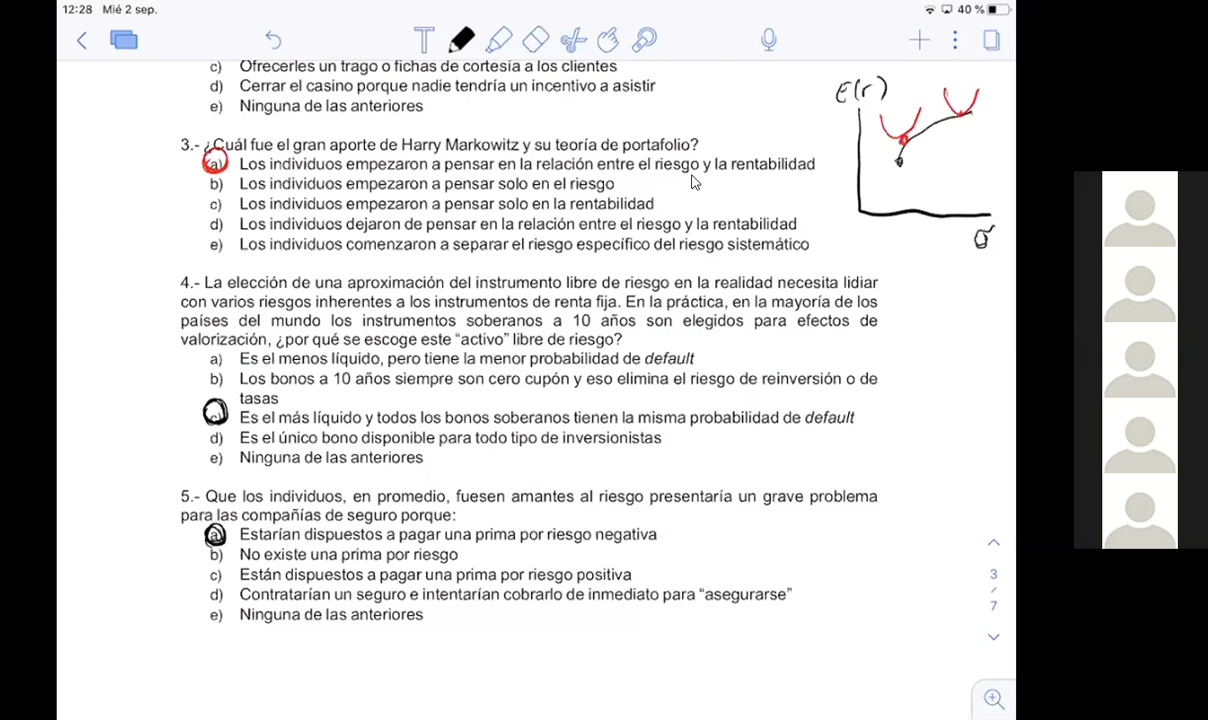 12:28 Mié 2 sep.
40 %
c) Ofrecerles un trago o fichas de cortesía a los clientes
d) Cerrar el casino porque nadie tendría un incentivo a asistir
e) Ninguna de las anteriores
E(r)
3.- ¿Cuál fue el gran aporte de Harry Markowitz y su teoría de portafolio?
a) Los individuos empezaron a pensar en la relación entre el riesgo y la rentabilidad
b) Los individuos empezaron a pensar solo en el riesgo
c) Los individuos empezaron a pensar solo en la rentabilidad
d) Los individuos dejaron de pensar en la relación entre el riesgo y la rentabilidad
e) Los individuos comenzaron a separar el riesgo específico del riesgo sistemático
σ
4.- La elección de una aproximación del instrumento libre de riesgo en la realidad necesita lidiar
con varios riesgos inherentes a los instrumentos de renta fija. En la práctica, en la mayoría de los
países del mundo los instrumentos soberanos a 10 años son elegidos para efectos de
valorización, ¿por qué se escoge este “activo” libre de riesgo?
a) Es el menos líquido, pero tiene la menor probabilidad de default
b) Los bonos a 10 años siempre son cero cupón y eso elimina el riesgo de reinversión o de
tasas
c) Es el más líquido y todos los bonos soberanos tienen la misma probabilidad de default
d) Es el único bono disponible para todo tipo de inversionistas
e) Ninguna de las anteriores
5.- Que los individuos, en promedio, fuesen amantes al riesgo presentaría un grave problema
para las compañías de seguro porque:
a) Estarían dispuestos a pagar una prima por riesgo negativa
b) No existe una prima por riesgo
c) Están dispuestos a pagar una prima por riesgo positiva
d) Contratarían un seguro e intentarían cobrarlo de inmediato para “asegurarse”
e) Ninguna de las anteriores
3
/
7